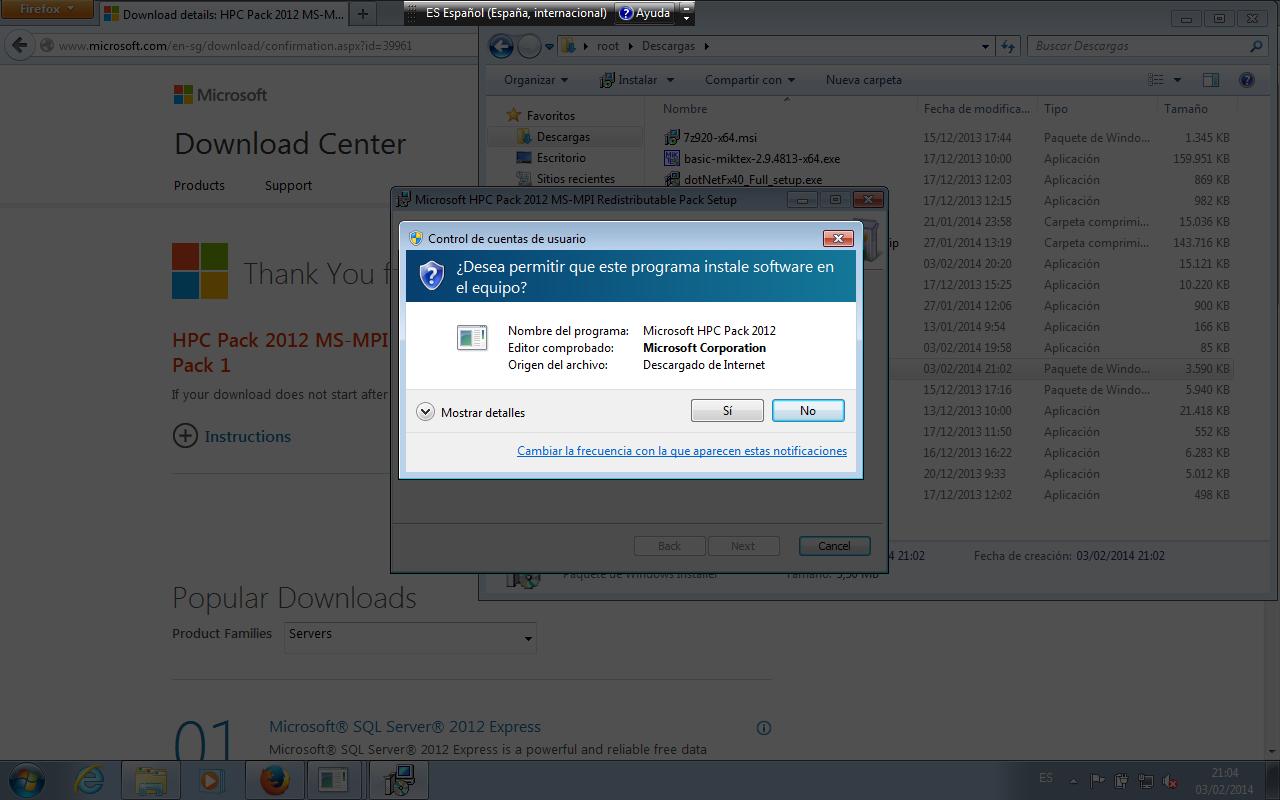 Firefox
Download details: HPC Pack 2012 MS-M...
ES Español (España, internacional)
Ayuda
www.microsoft.com/en-sg/download/confirmation.aspx?id=39961
root
Descargas
Buscar Descargas
Organizar
Instalar
Compartir con
Nueva carpeta
Microsoft
Download Center
Products
Support
Favoritos
Descargas
Escritorio
Sitios recientes
Nombre
Fecha de modifica...
Tipo
Tamaño
7z920-x64.msi
15/12/2013 17:44
Paquete de Windo...
1.345 KB
basic-miktex-2.9.4813-x64.exe
17/12/2013 10:00
Aplicación
159.951 KB
dotNetFx40_Full_setup.exe
17/12/2013 12:03
Aplicación
869 KB
17/12/2013 12:15
Aplicación
982 KB
21/01/2014 23:58
Carpeta comprimi...
15.036 KB
ip
27/01/2014 13:19
Carpeta comprimi...
143.716 KB
03/02/2014 20:20
Aplicación
15.121 KB
17/12/2013 15:25
Aplicación
10.220 KB
27/01/2014 12:06
Aplicación
900 KB
13/01/2014 9:54
Aplicación
166 KB
03/02/2014 19:58
Aplicación
85 KB
03/02/2014 21:02
Paquete de Windo...
3.590 KB
15/12/2013 17:16
Paquete de Windo...
5.940 KB
13/12/2013 10:00
Aplicación
21.418 KB
17/12/2013 11:50
Aplicación
552 KB
16/12/2013 16:22
Aplicación
6.283 KB
20/12/2013 9:33
Aplicación
5.012 KB
17/12/2013 12:02
Aplicación
498 KB
Microsoft HPC Pack 2012 MS-MPI Redistributable Pack Setup
Control de cuentas de usuario
¿Desea permitir que este programa instale software en
el equipo?
Nombre del programa: Microsoft HPC Pack 2012
Editor comprobado: Microsoft Corporation
Origen del archivo: Descargado de Internet
Mostrar detalles
Sí
No
Cambiar la frecuencia con la que aparecen estas notificaciones
Back
Next
Cancel
4 21:02
Fecha de creación: 03/02/2014 21:02
Paquete de Windows Installer
Tamaño: 3,50 MB
Thank You f
HPC Pack 2012 MS-MPI
Pack 1
If your download does not start after
Instructions
Popular Downloads
Product Families
Servers
01
Microsoft® SQL Server® 2012 Express
Microsoft® SQL Server® 2012 Express is a powerful and reliable free data
ES
21:04
03/02/2014